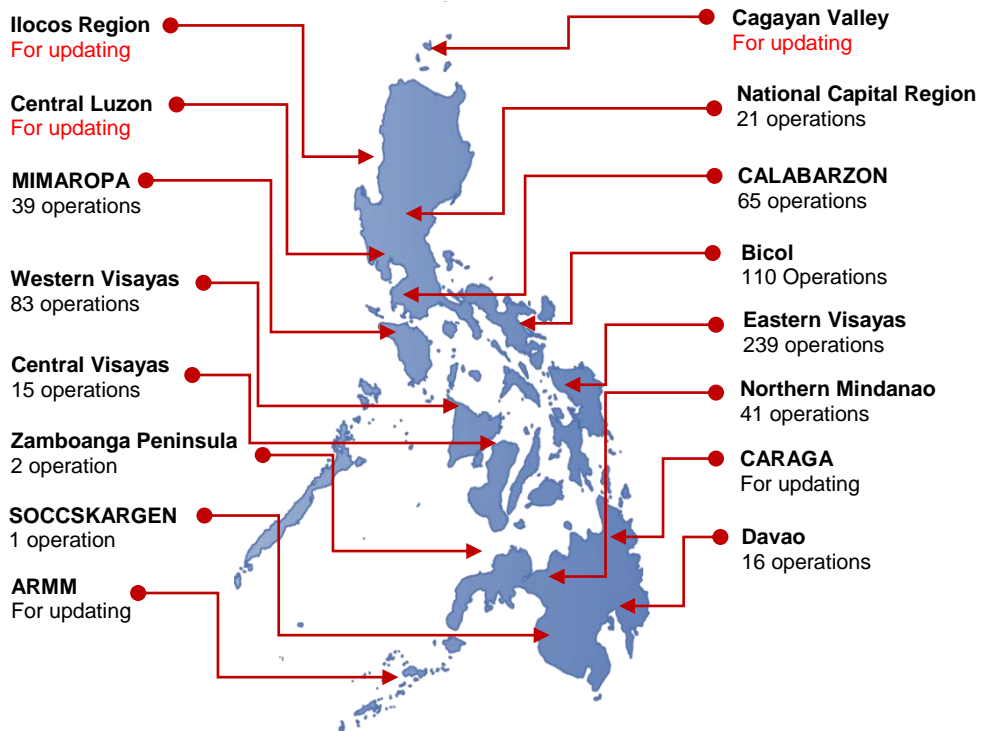 Ilocos Region
For updating
Central Luzon
For updating
MIMAROPA
39 operations
Western Visayas
83 operations
Central Visayas
15 operations
Zamboanga Peninsula
2 operation
SOCCSKARGEN
1 operation
ARMM
For updating
Cagayan Valley
For updating
National Capital Region
21 operations
CALABARZON
65 operations
Bicol
110 Operations
Eastern Visayas
239 operations
Northern Mindanao
41 operations
CARAGA
For updating
Davao
16 operations